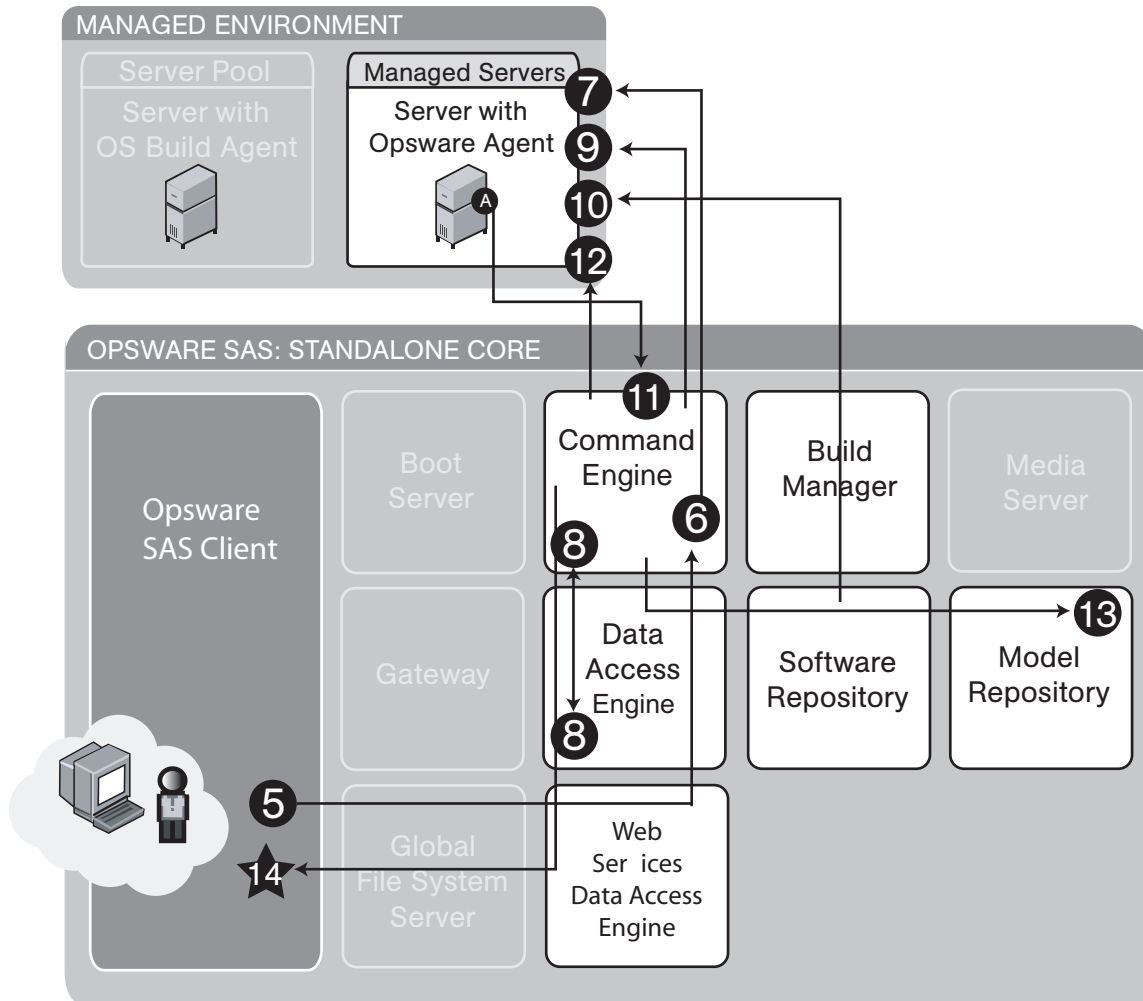 MANAGED ENVIRONMENT
Server Pool
Server with
OS Build Agent
Managed Servers
Server with
Opsware Agent
A
7
9
10
12
OPSWARE SAS: STANDALONE CORE
Opsware
SAS Client
5
14
Boot
Server
Gateway
Global
File System
Server
11
Command
Engine
6
8
Data
Access
Engine
8
Web
Ser ices
Data Access
Engine
Build
Manager
Software
Repository
Media
Server
13
Model
Repository